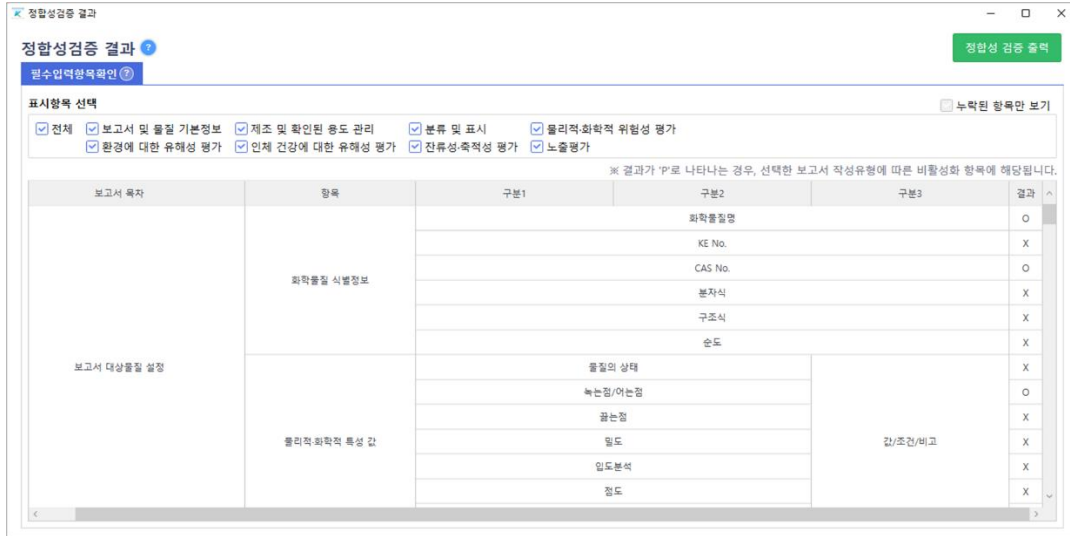 정합성검증 결과
정합성검증 결과 ?
정합성 검증 출력
필수입력항목확인 ?
표시항목 선택
누락된 항목만 보기
전체 보고서 및 물질 기본정보 제조 및 확인된 용도 관리 분류 및 표시 물리적·화학적 위험성 평가
환경에 대한 유해성 평가 인체 건강에 대한 유해성 평가 잔류성·축적성 평가 노출평가
※ 결과가 'P'로 나타나는 경우, 선택한 보고서 작성유형에 따른 비활성화 항목에 해당됩니다.
보고서 목차 항목 구분1 구분2 구분3 결과
화학물질명 O
KE No. X
CAS No. O
화학물질 식별정보
분자식 X
구조식 X
순도 X
보고서 대상물질 설정
물질의 상태 X
녹는점/어는점 O
끓는점 X
물리적·화학적 특성 값
밀도 값/조건/비고 X
입도분석 X
점도 X